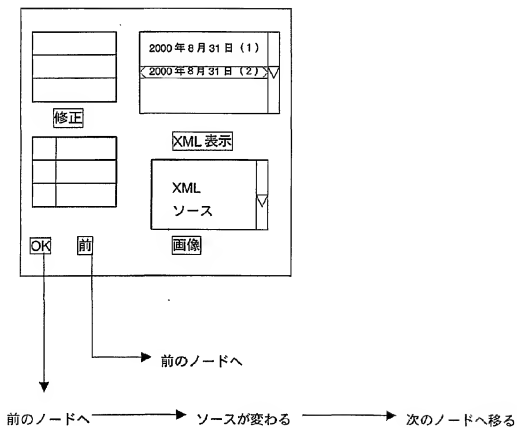 2000年8月31日（1）
2000年8月31日（2）
修正
XML表示
XML
ソース
OK
前
画像
前のノードへ
前のノードへ
ソースが変わる
次のノードへ移る